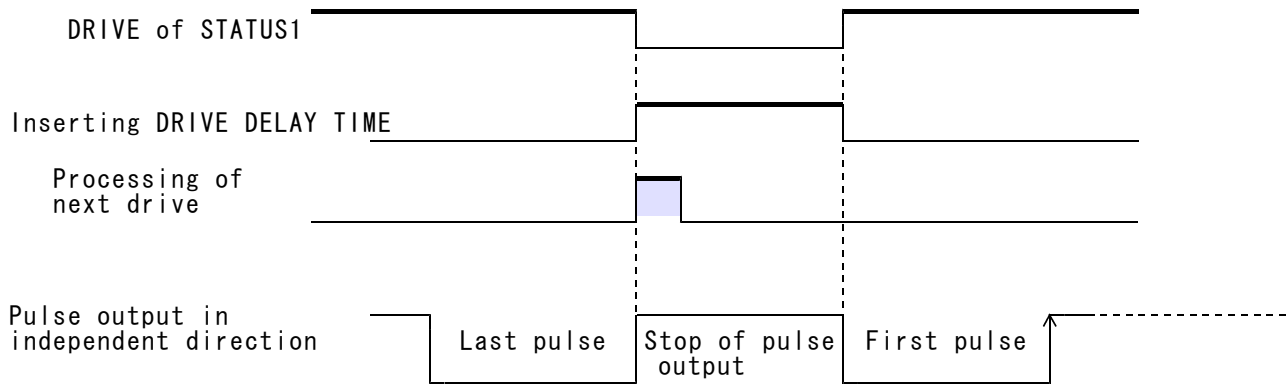 DRIVE of STATUS1
Inserting DRIVE DELAY TIME
Processing of
next drive
Pulse output in
independent direction
Last pulse
Stop of pulse
output
First pulse